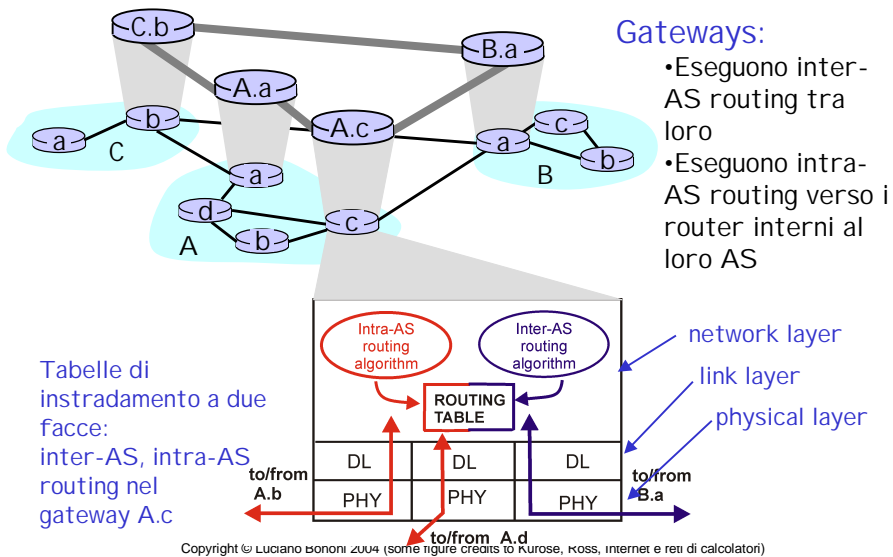 C.b
B.a
A.a
A.c
Gateways:
•Eseguono inter-
AS routing tra
loro
•Eseguono intra-
AS routing verso i
router interni al
loro AS
a
b
C
a
c
b
B
a
d
b
c
A
Intra-AS
routing
algorithm
Inter-AS
routing
algorithm
ROUTING
TABLE
DL
DL
DL
PHY
PHY
PHY
to/from
A.b
to/from A.d
to/from
B.a
network layer
link layer
physical layer
Tabelle di
instradamento a due
facce:
inter-AS, intra-AS
routing nel
gateway A.c
Copyright © Luciano Bononi 2004 (some figure credits to Kurose, Ross, Internet e reti di calcolatori)